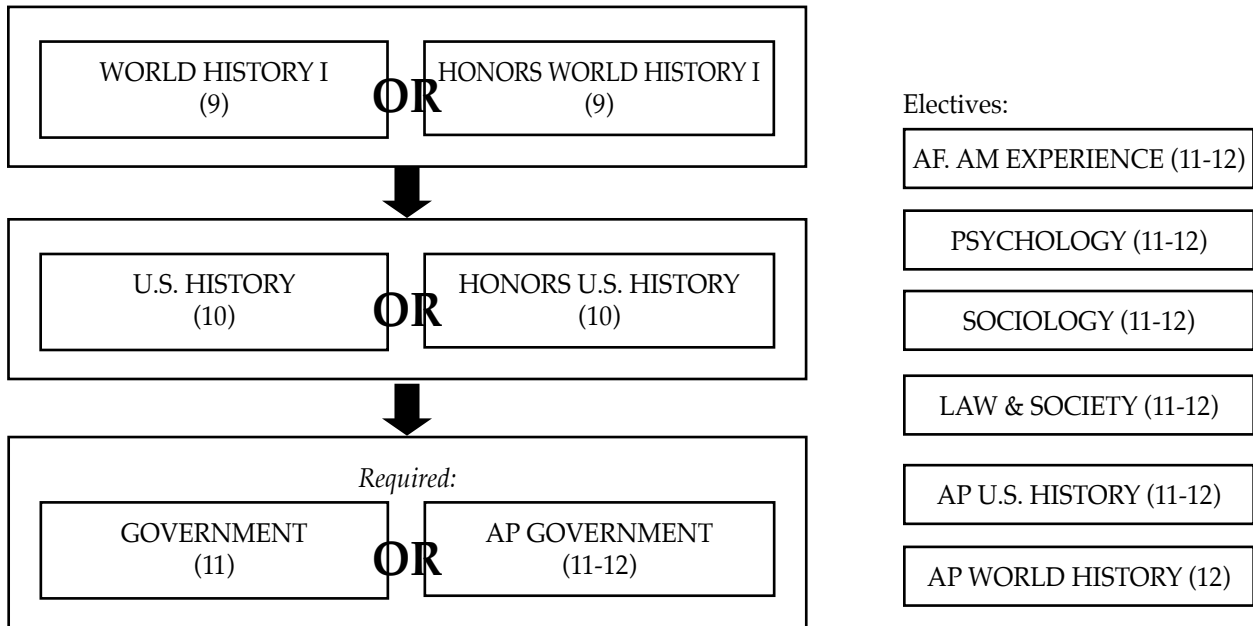 WORLD HISTORY I
(9)
OR
HONORS WORLD HISTORY I
(9)
U.S. HISTORY
(10)
OR
HONORS U.S. HISTORY
(10)
Required:
GOVERNMENT
(11)
OR
AP GOVERNMENT
(11-12)
Electives:
AF. AM EXPERIENCE (11-12)
PSYCHOLOGY (11-12)
SOCIOLOGY (11-12)
LAW & SOCIETY (11-12)
AP U.S. HISTORY (11-12)
AP WORLD HISTORY (12)